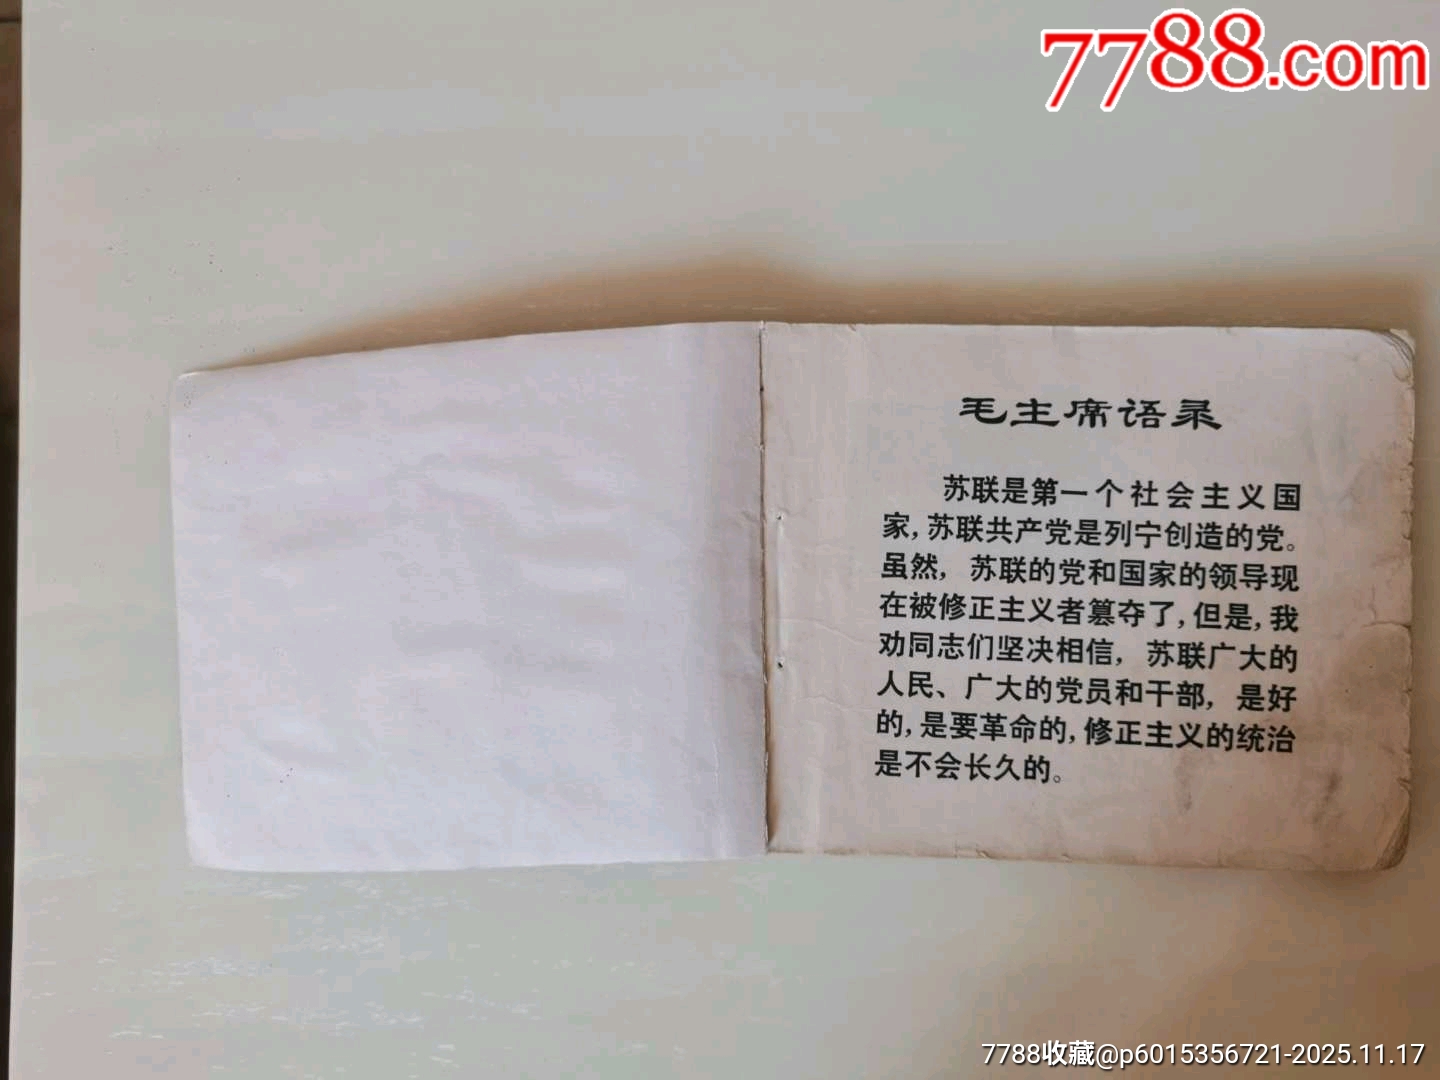 7788.com
毛主席语录
苏联是第一个社会主义国
家，苏联共产党是列宁创造的党。
虽然，苏联的党和国家的领导现
在被修正主义者篡夺了，但是，我
劝同志们坚决相信，苏联广大的
人民、广大的党员和干部，是好
的，是要革命的，修正主义的统治
是不会长久的。
7788收藏@p6015356721-2025.11.17